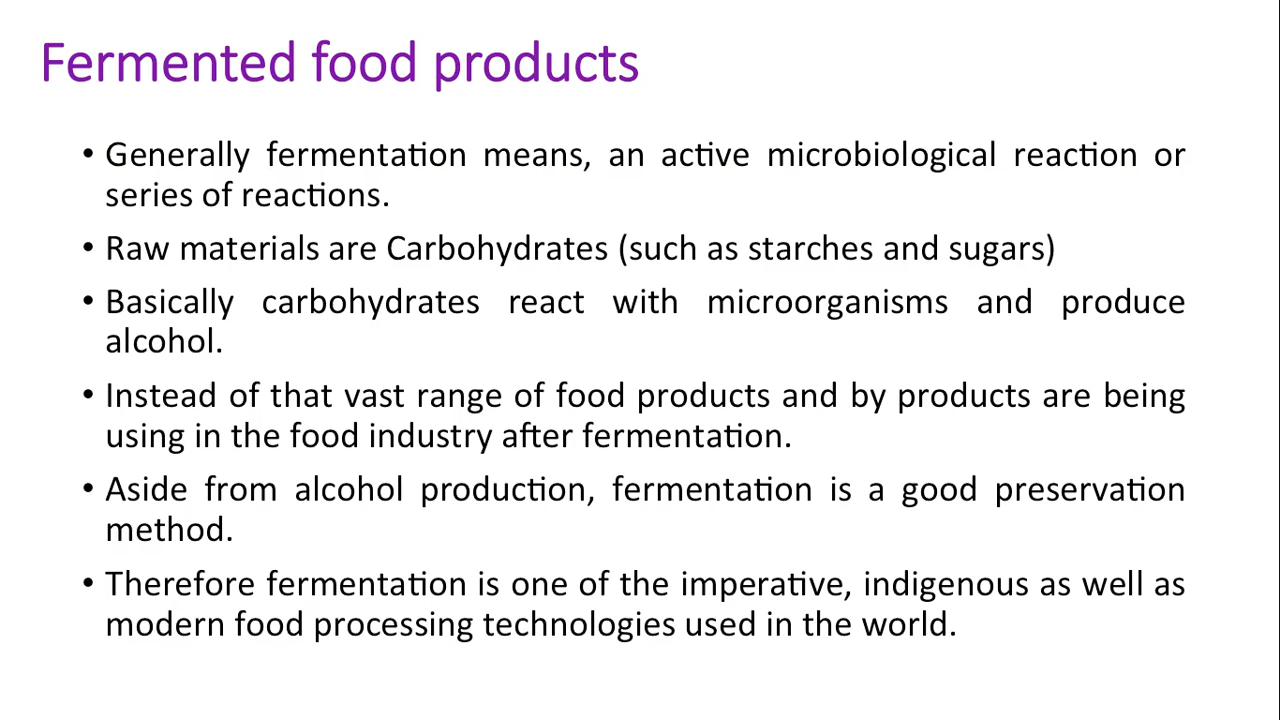 Fermented food products
• Generally fermentation means, an active microbiological reaction or
series of reactions.
• Raw materials are Carbohydrates (such as starches and sugars)
• Basically carbohydrates react with microorganisms and produce
alcohol.
• Instead of that vast range of food products and by products are being
using in the food industry after fermentation.
• Aside from alcohol production, fermentation is a good preservation
method.
• Therefore fermentation is one of the imperative, indigenous as well as
modern food processing technologies used in the world.